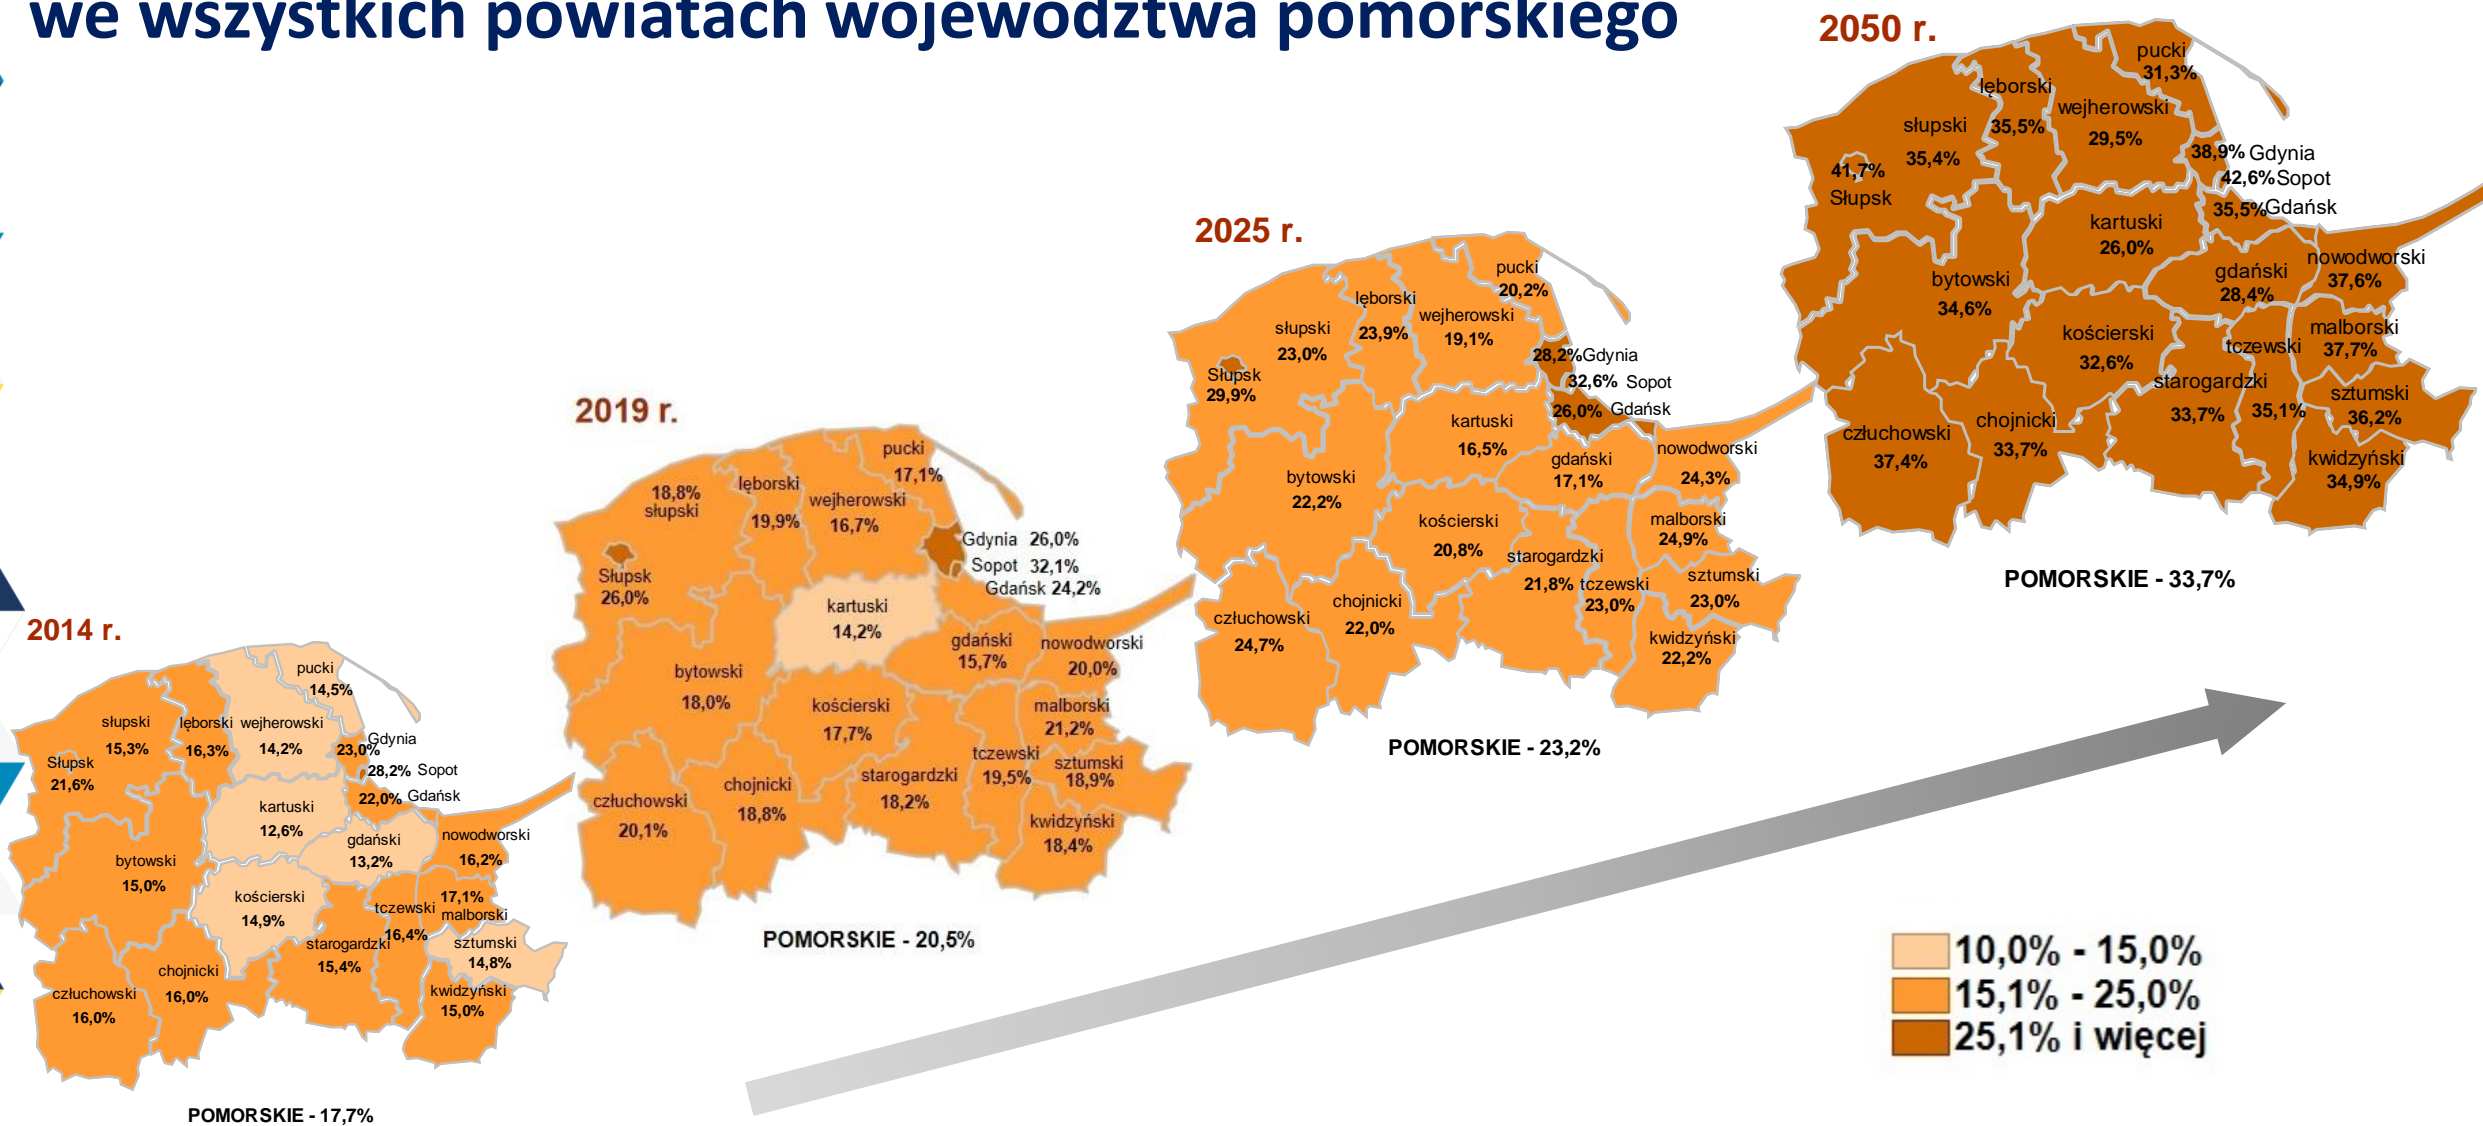 we wszystkich powiatach województwa pomorskiego
2014 r.
pucki
14,5%
słupski
15,3%
lęborski
16,3%
wejherowski
14,2%
Gdynia
23,0%
Słupsk
21,6%
28,2% Sopot
22,0% Gdańsk
kartuski
12,6%
gdański
13,2%
nowodworski
16,2%
bytowski
15,0%
kościerski
14,9%
17,1%
malborski
tczewski
16,4%
starogardzki
15,4%
sztumski
14,8%
chojnicki
16,0%
człuchowski
16,0%
kwidzyński
15,0%
POMORSKIE - 17,7%
2019 r.
pucki
17,1%
18,8%
słupski
lęborski
19,9%
wejherowski
16,7%
Gdynia 26,0%
Sopot 32,1%
Gdańsk 24,2%
Słupsk
26,0%
kartuski
14,2%
gdański
15,7%
nowodworski
20,0%
bytowski
18,0%
kościerski
17,7%
malborski
21,2%
tczewski
19,5%
sztumski
18,9%
starogardzki
18,2%
chojnicki
18,8%
człuchowski
20,1%
kwidzyński
18,4%
POMORSKIE - 20,5%
2025 r.
pucki
20,2%
lęborski
23,9%
wejherowski
19,1%
słupski
23,0%
28,2% Gdynia
32,6% Sopot
26,0% Gdańsk
Słupsk
29,9%
kartuski
16,5%
gdański
17,1%
nowodworski
24,3%
bytowski
22,2%
kościerski
20,8%
malborski
24,9%
starogardzki
21,8%
tczewski
23,0%
sztumski
23,0%
chojnicki
22,0%
człuchowski
24,7%
kwidzyński
22,2%
POMORSKIE - 23,2%
2050 r.
pucki
31,3%
lęborski
35,5%
wejherowski
29,5%
słupski
35,4%
38,9% Gdynia
42,6% Sopot
35,5% Gdańsk
41,7%
Słupsk
kartuski
26,0%
gdański
28,4%
nowodworski
37,6%
bytowski
34,6%
kościerski
32,6%
malborski
37,7%
tczewski
35,1%
starogardzki
33,7%
sztumski
36,2%
chojnicki
33,7%
człuchowski
37,4%
kwidzyński
34,9%
POMORSKIE - 33,7%
10,0% - 15,0%
15,1% - 25,0%
25,1% i więcej